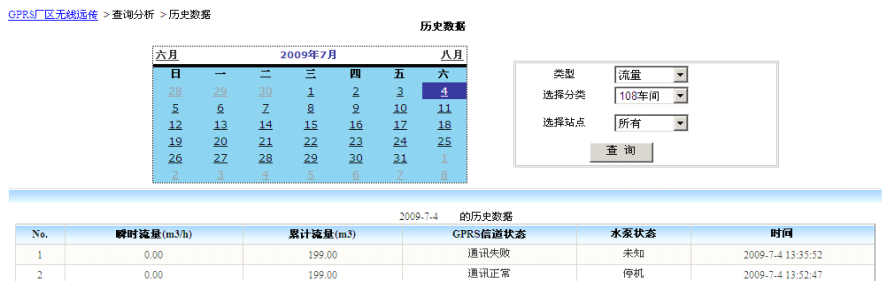 GPRS厂区无线远传 > 查询分析 > 历史数据
历史数据
六月 2009年7月 八月
日 一 二 三 四 五 六
28 29 30 1 2 3 4
5 6 7 8 9 10 11
12 13 14 15 16 17 18
19 20 21 22 23 24 25
26 27 28 29 30 31 1
2 3 4 5 6 7 8
类型 流量
选择分类 108车间
选择站点 所有
查 询
2009-7-4 的历史数据
No. 瞬时流量(m3/h) 累计流量(m3) GPRS信道状态 水泵状态 时间
1 0.00 199.00 通讯失败 未知 2009-7-4 13:35:52
2 0.00 199.00 通讯正常 停机 2009-7-4 13:52:47